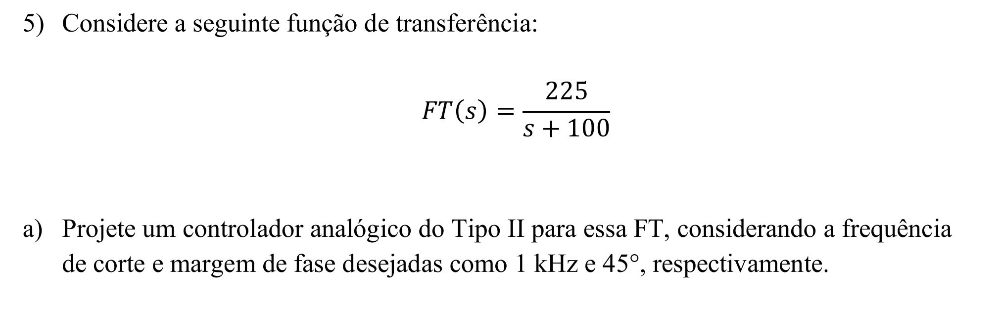 5) Considere a seguinte função de transferência:
FT(s) = 225 / (s + 100)
a) Projete um controlador analógico do Tipo II para essa FT, considerando a frequência
de corte e margem de fase desejadas como 1 kHz e 45°, respectivamente.